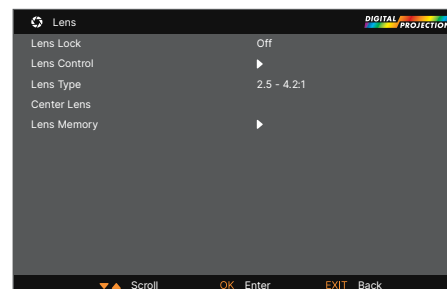 Lens
DIGITAL PROJECTION
Lens Lock Off
Lens Control
Lens Type 2.5 - 4.2:1
Center Lens
Lens Memory
Scroll OK Enter EXIT Back